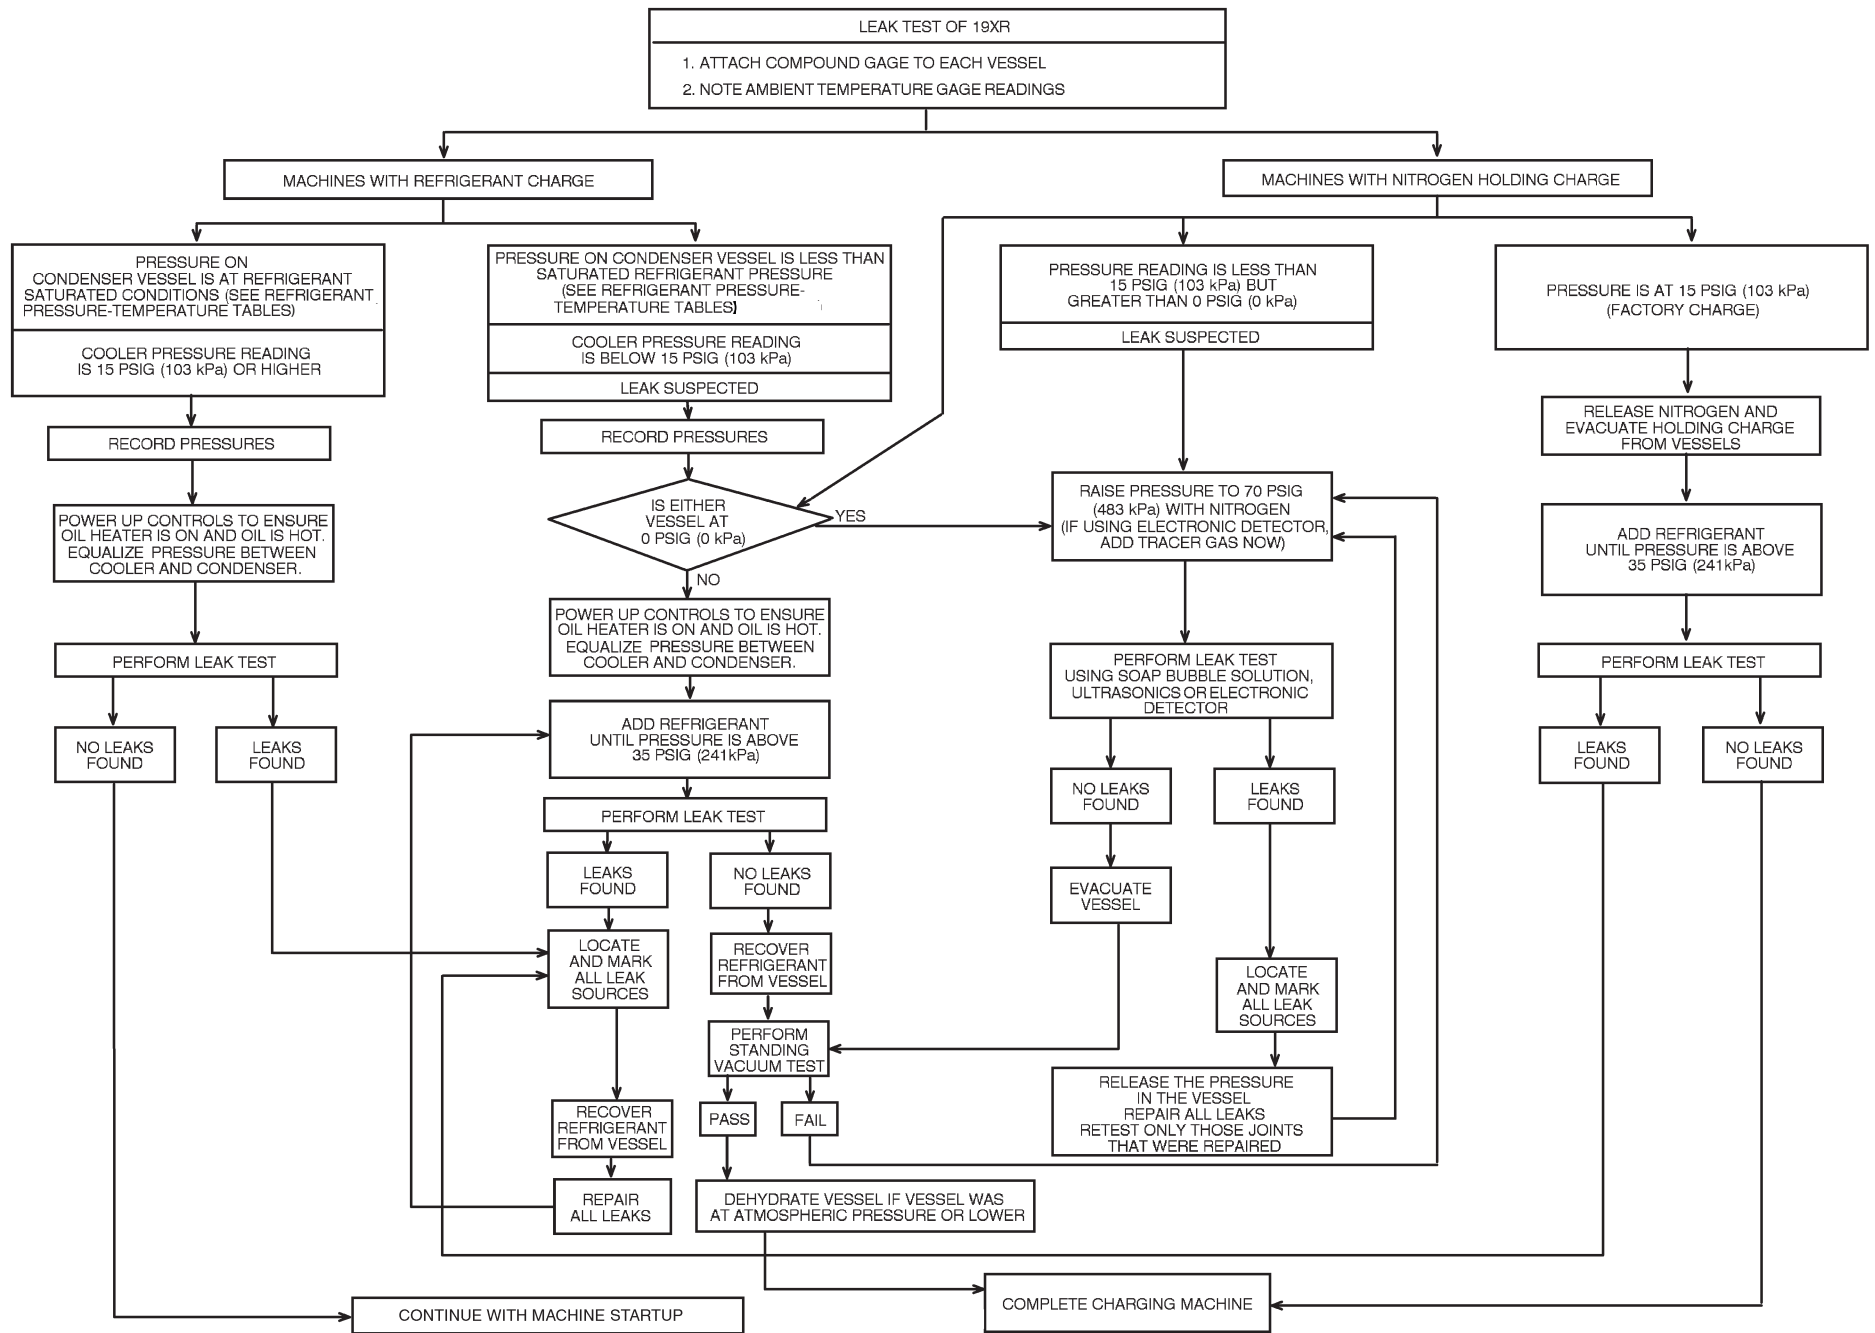 LEAK TEST OF 19XR
1. ATTACH COMPOUND GAGE TO EACH VESSEL
2. NOTE AMBIENT TEMPERATURE GAGE READINGS
MACHINES WITH REFRIGERANT CHARGE
MACHINES WITH NITROGEN HOLDING CHARGE
PRESSURE ON
CONDENSER VESSEL IS AT REFRIGERANT
SATURATED CONDITIONS (SEE REFRIGERANT
PRESSURE-TEMPERATURE TABLES)
COOLER PRESSURE READING
IS 15 PSIG (103 kPa) OR HIGHER
RECORD PRESSURES
POWER UP CONTROLS TO ENSURE
OIL HEATER IS ON AND OIL IS HOT.
EQUALIZE PRESSURE BETWEEN
COOLER AND CONDENSER.
PERFORM LEAK TEST
NO LEAKS
FOUND
LEAKS
FOUND
PRESSURE ON CONDENSER VESSEL IS LESS THAN
SATURATED REFRIGERANT PRESSURE
(SEE REFRIGERANT PRESSURE-
TEMPERATURE TABLES)
COOLER PRESSURE READING
IS BELOW 15 PSIG (103 kPa)
LEAK SUSPECTED
RECORD PRESSURES
IS EITHER
VESSEL AT
0 PSIG (0 kPa)
YES
NO
POWER UP CONTROLS TO ENSURE
OIL HEATER IS ON AND OIL IS HOT.
EQUALIZE PRESSURE BETWEEN
COOLER AND CONDENSER.
ADD REFRIGERANT
UNTIL PRESSURE IS ABOVE
35 PSIG (241kPa)
PERFORM LEAK TEST
LEAKS
FOUND
NO LEAKS
FOUND
LOCATE
AND MARK
ALL LEAK
SOURCES
RECOVER
REFRIGERANT
FROM VESSEL
PERFORM
STANDING
VACUUM TEST
RECOVER
REFRIGERANT
FROM VESSEL
PASS
FAIL
REPAIR
ALL LEAKS
DEHYDRATE VESSEL IF VESSEL WAS
AT ATMOSPHERIC PRESSURE OR LOWER
PRESSURE READING IS LESS THAN
15 PSIG (103 kPa) BUT
GREATER THAN 0 PSIG (0 kPa)
LEAK SUSPECTED
RAISE PRESSURE TO 70 PSIG
(483 kPa) WITH NITROGEN
(IF USING ELECTRONIC DETECTOR,
ADD TRACER GAS NOW)
PERFORM LEAK TEST
USING SOAP BUBBLE SOLUTION,
ULTRASONICS OR ELECTRONIC
DETECTOR
NO LEAKS
FOUND
LEAKS
FOUND
EVACUATE
VESSEL
LOCATE
AND MARK
ALL LEAK
SOURCES
RELEASE THE PRESSURE
IN THE VESSEL
REPAIR ALL LEAKS
RETEST ONLY THOSE JOINTS
THAT WERE REPAIRED
PRESSURE IS AT 15 PSIG (103 kPa)
(FACTORY CHARGE)
RELEASE NITROGEN AND
EVACUATE HOLDING CHARGE
FROM VESSELS
ADD REFRIGERANT
UNTIL PRESSURE IS ABOVE
35 PSIG (241kPa)
PERFORM LEAK TEST
LEAKS
FOUND
NO LEAKS
FOUND
CONTINUE WITH MACHINE STARTUP
COMPLETE CHARGING MACHINE